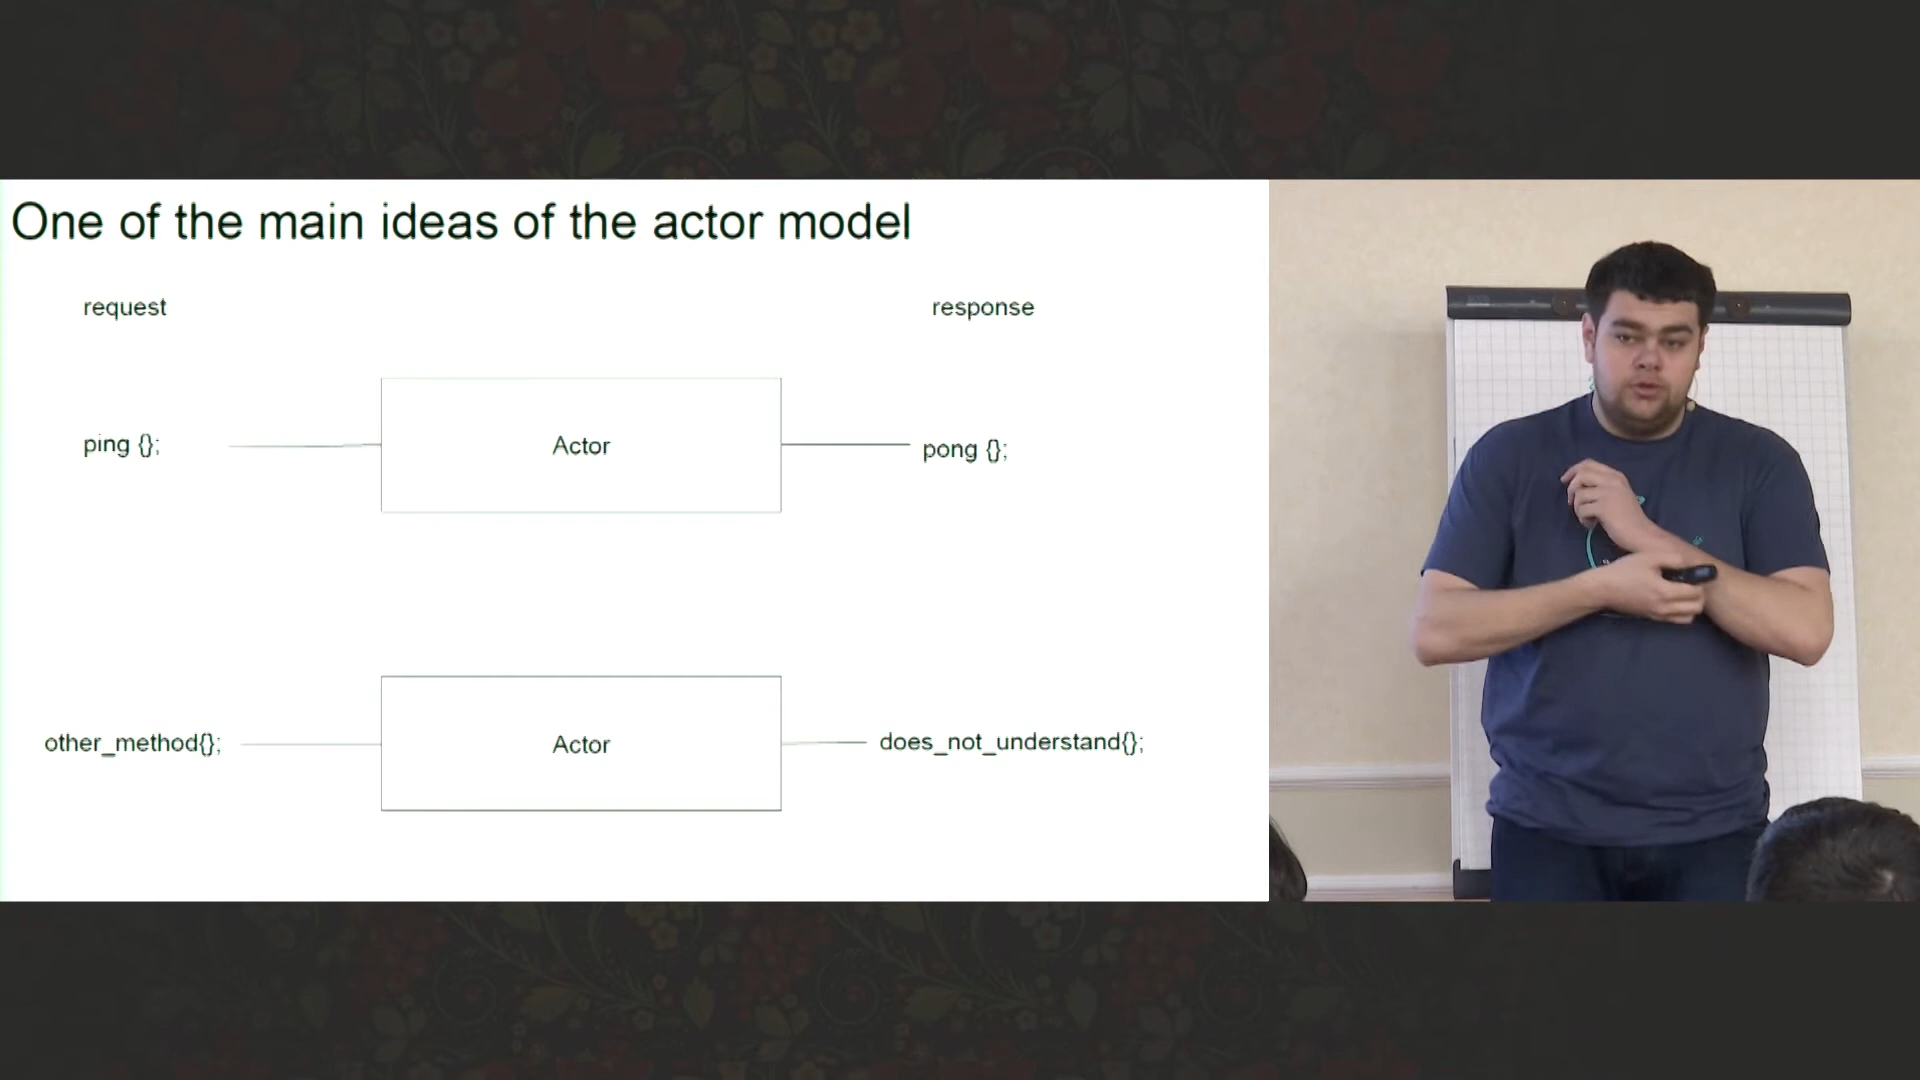 One of the main ideas of the actor model
request
response
ping {};
Actor
pong {};
other_method{};
Actor
does_not_understand{};